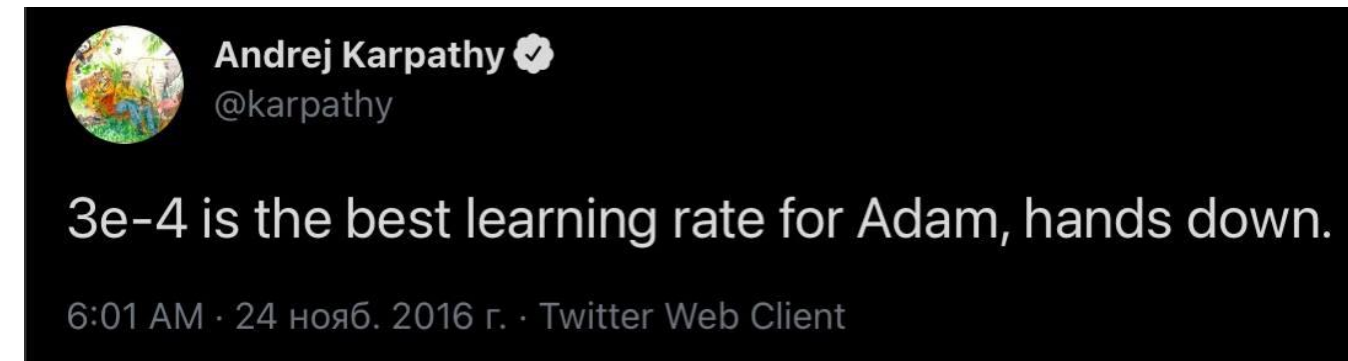 Andrej Karpathy
@karpathy
3e-4 is the best learning rate for Adam, hands down.
6:01 AM · 24 нояб. 2016 г. · Twitter Web Client